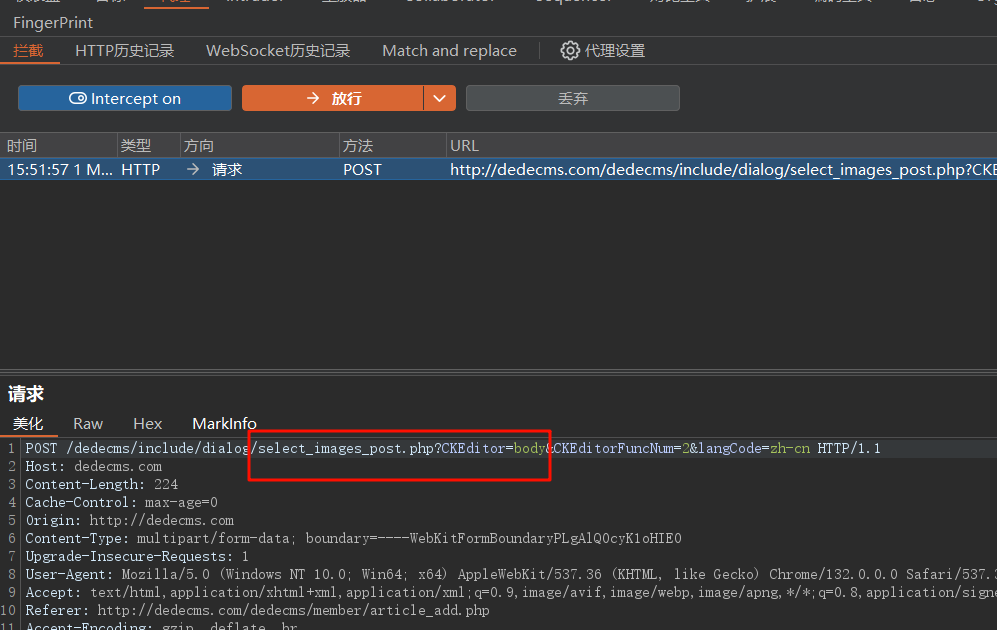 Intruder Collaborator Sequencer
FingerPrint
拦截 HTTP历史记录 WebSocket历史记录 Match and replace 代理设置
Intercept on 放行 丢弃
时间 类型 方向 方法 URL
15:51:57 1 M... HTTP → 请求 POST http://dedecms.com/dedecms/include/dialog/select_images_post.php?CKE
请求
美化 Raw Hex MarkInfo
1 POST /dedecms/include/dialog/select_images_post.php?CKEditor=body&CKEditorFuncNum=2&langCode=zh-cn HTTP/1.1
2 Host: dedecms.com
3 Content-Length: 224
4 Cache-Control: max-age=0
5 Origin: http://dedecms.com
6 Content-Type: multipart/form-data; boundary=----WebKitFormBoundaryPLgAlQ0cyK1oHIE0
7 Upgrade-Insecure-Requests: 1
8 User-Agent: Mozilla/5.0 (Windows NT 10.0; Win64; x64) AppleWebKit/537.36 (KHTML, like Gecko) Chrome/132.0.0.0 Safari/537.3
9 Accept: text/html,application/xhtml+xml,application/xml;q=0.9,image/avif,image/webp,image/apng,*/*;q=0.8,application/signe
10 Referer: http://dedecms.com/dedecms/member/article_add.php
11 Accept-Encoding: gzip, deflate, br